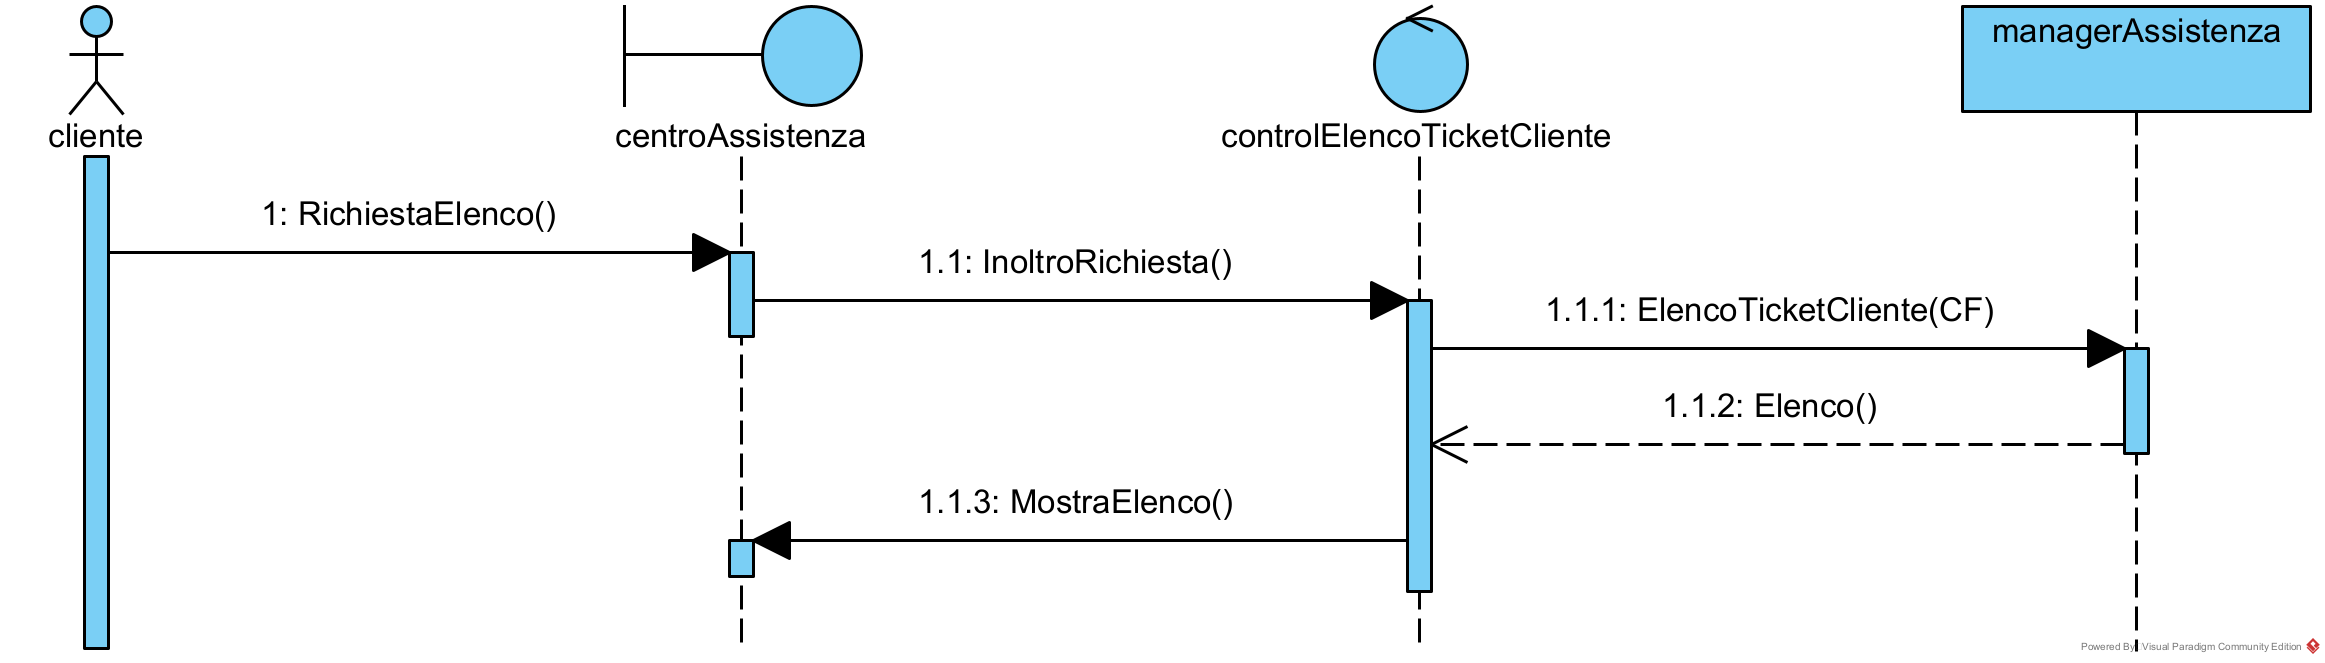 managerAssistenza
cliente
centroAssistenza
controlElencoTicketCliente
1: RichiestaElenco()
1.1: InoltroRichiesta()
1.1.1: ElencoTicketCliente(CF)
1.1.2: Elenco()
1.1.3: MostraElenco()
Powered By Visual Paradigm Community Edition